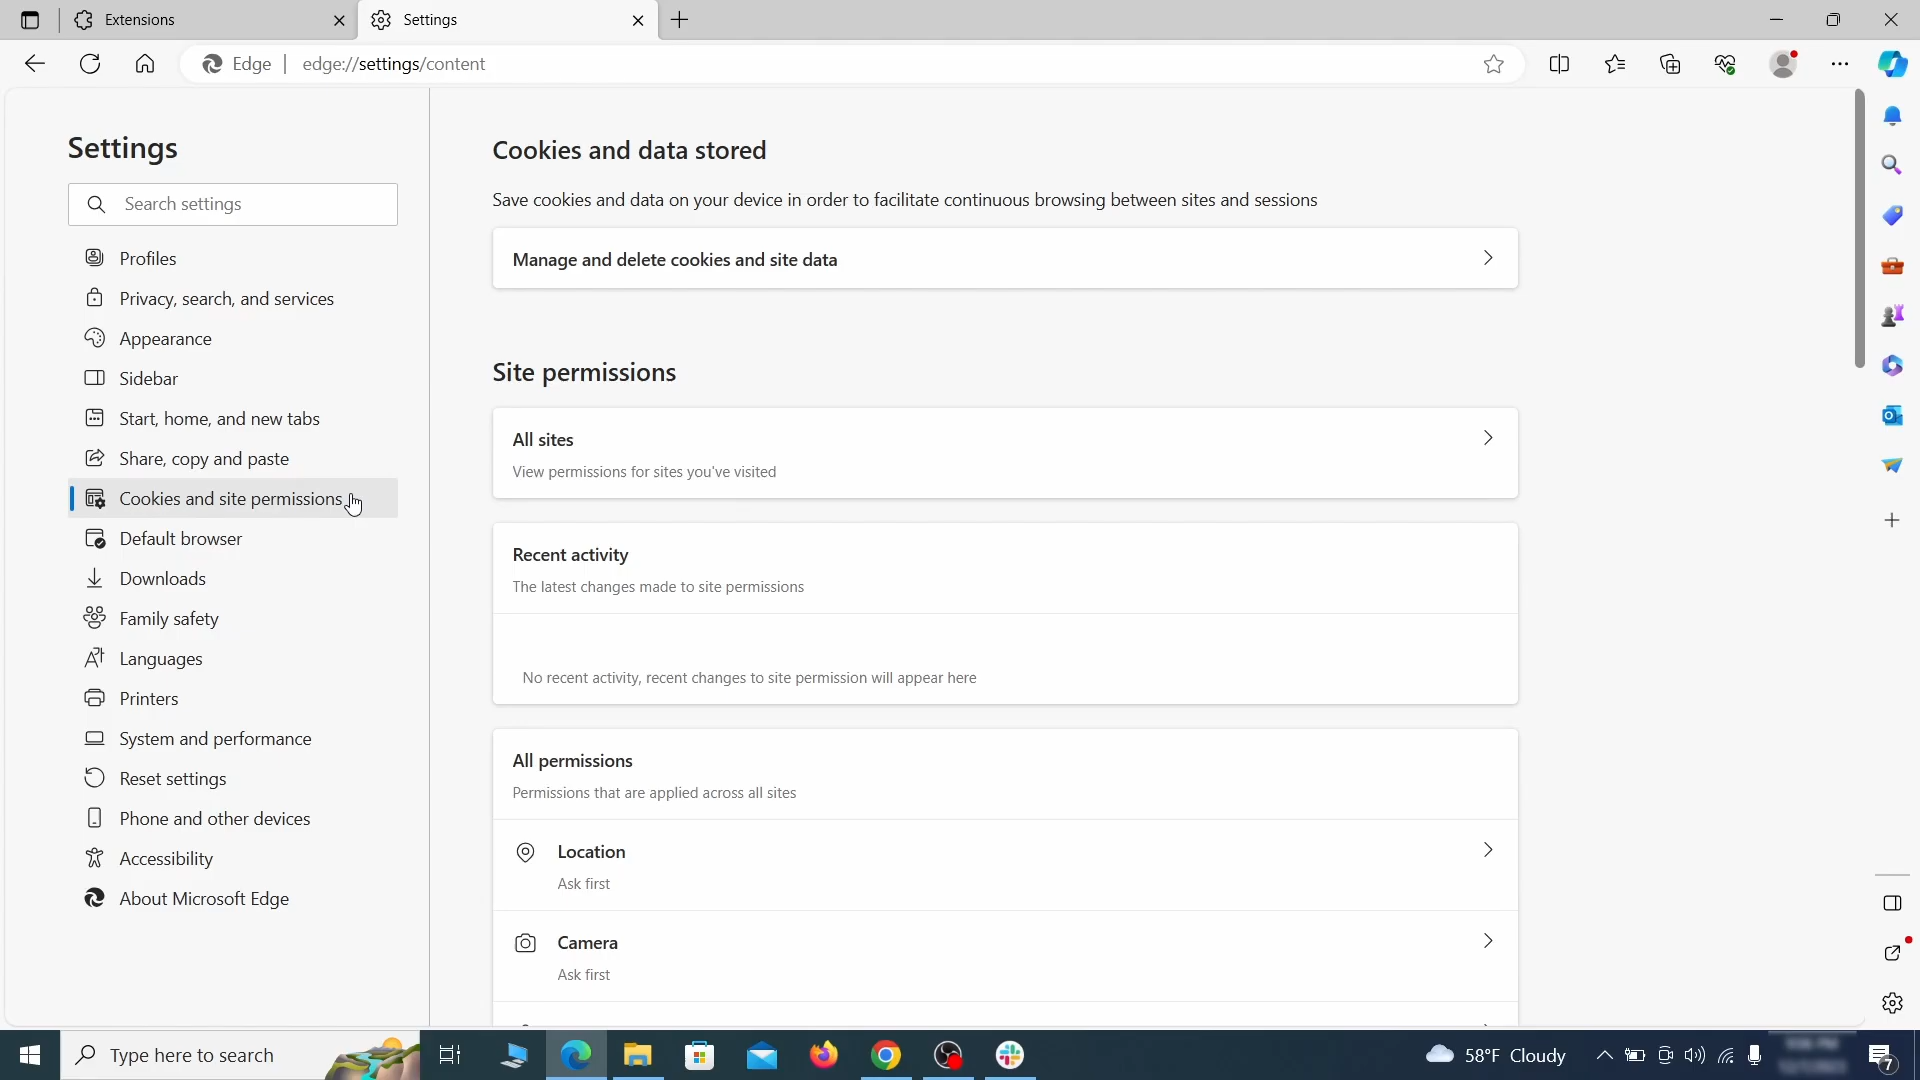 Extensions
Settings
Edge
edge://settings/content
Settings
Search settings
Profiles
Privacy, search, and services
Appearance
Sidebar
Start, home, and new tabs
Share, copy and paste
Cookies and site permissions
Default browser
Downloads
Family safety
Languages
Printers
System and performance
Reset settings
Phone and other devices
Accessibility
About Microsoft Edge
Cookies and data stored
Save cookies and data on your device in order to facilitate continuous browsing between sites and sessions
Manage and delete cookies and site data
Site permissions
All sites
View permissions for sites you've visited
Recent activity
The latest changes made to site permissions
No recent activity, recent changes to site permission will appear here
All permissions
Permissions that are applied across all sites
Location
Ask first
Camera
Ask first
Type here to search
58°F Cloudy
7